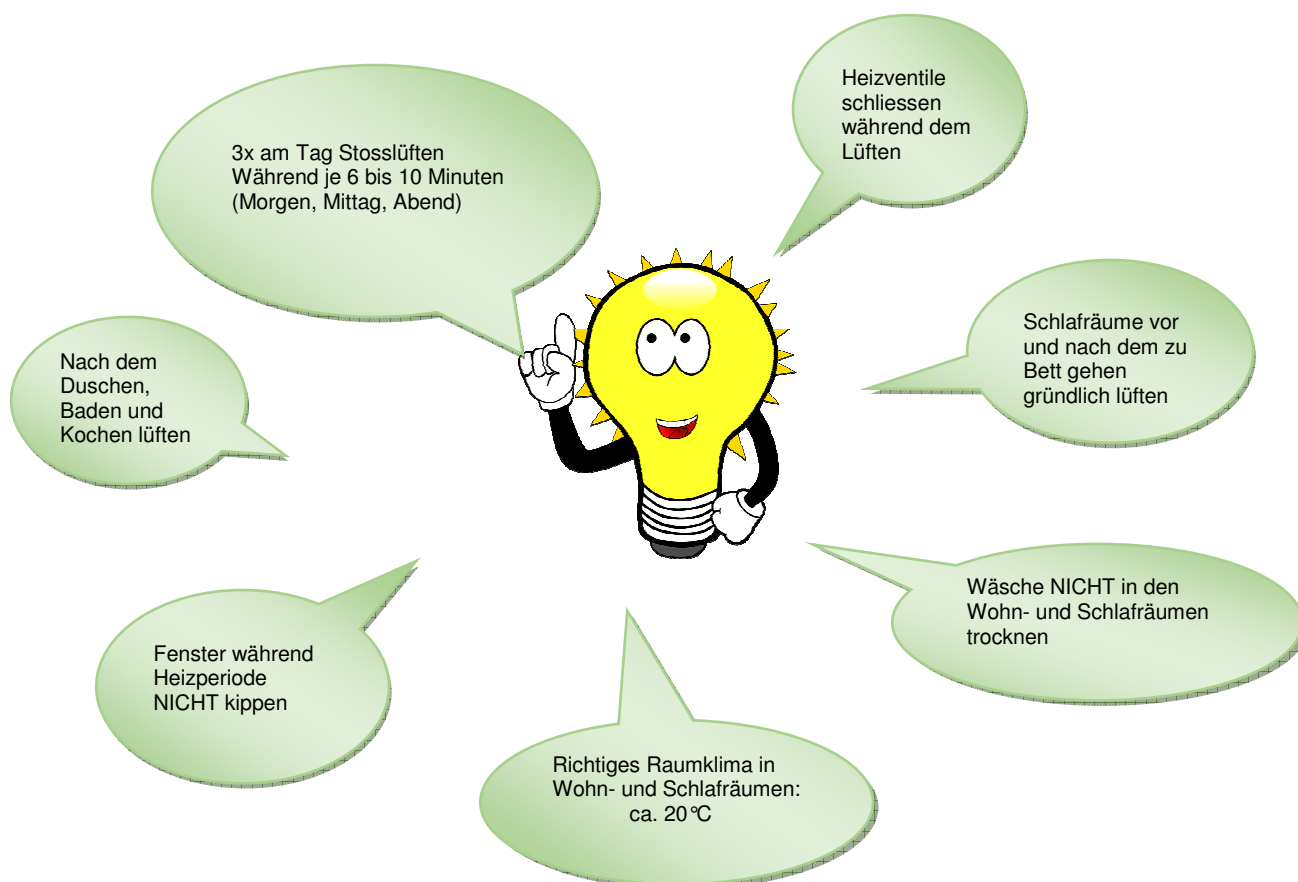 Heizventile
schliessen
während dem
Lüften
3x am Tag Stosslüften
Während je 6 bis 10 Minuten
(Morgen, Mittag, Abend)
Schlafräume vor
und nach dem zu
Bett gehen
gründlich lüften
Nach dem
Duschen,
Baden und
Kochen lüften
Wäsche NICHT in den
Wohn- und Schlafräumen
trocknen
Fenster während
Heizperiode
NICHT kippen
Richtiges Raumklima in
Wohn- und Schlafräumen:
ca. 20°C